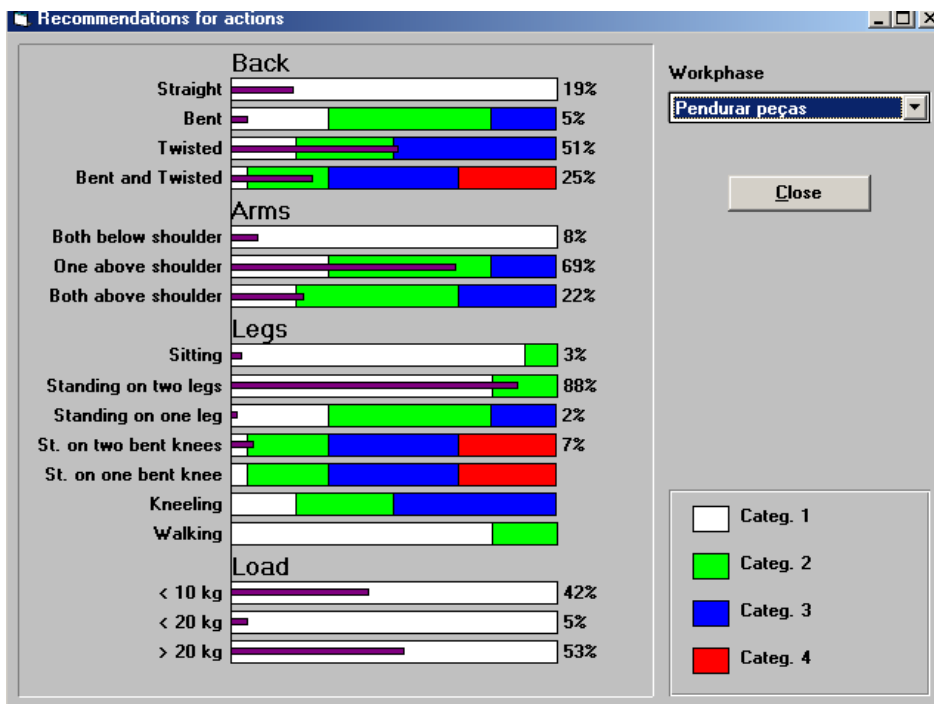 Recommendations for actions
Back
Straight 19%
Bent 5%
Twisted 51%
Bent and Twisted 25%
Arms
Both below shoulder 8%
One above shoulder 69%
Both above shoulder 22%
Legs
Sitting 3%
Standing on two legs 88%
Standing on one leg 2%
St. on two bent knees 7%
St. on one bent knee
Kneeling
Walking
Load
< 10 kg 42%
< 20 kg 5%
> 20 kg 53%
Workphase
Pendurar peças
Close
Categ. 1
Categ. 2
Categ. 3
Categ. 4